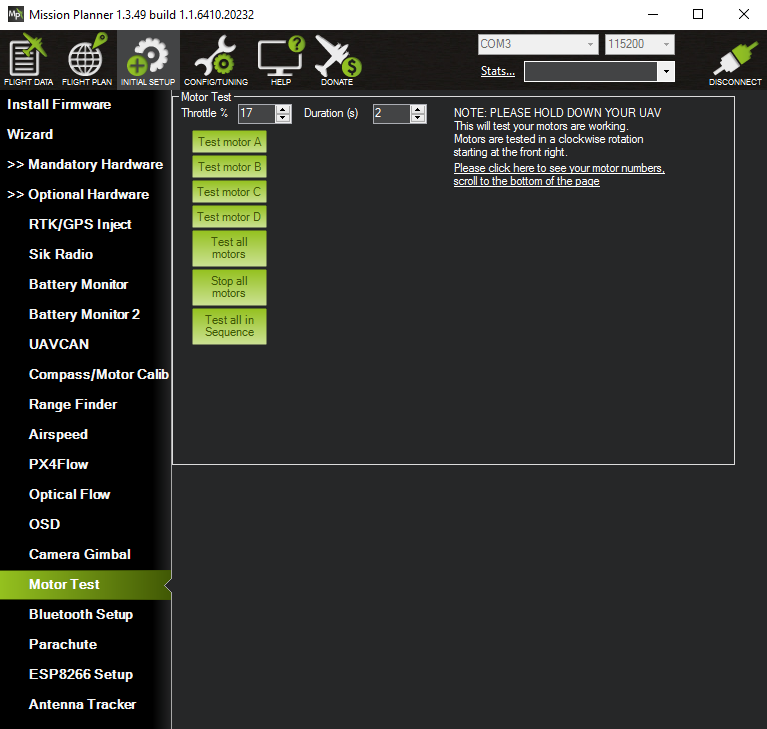 Mp
Mission Planner 1.3.49 build 1.1.6410.20232
FLIGHT DATA
FLIGHT PLAN
INITIAL SETUP
CONFIG/TUNING
HELP
DONATE
COM3
115200
Stats...
DISCONNECT
Install Firmware
Wizard
>> Mandatory Hardware
>> Optional Hardware
RTK/GPS Inject
Sik Radio
Battery Monitor
Battery Monitor 2
UAVCAN
Compass/Motor Calib
Range Finder
Airspeed
PX4Flow
Optical Flow
OSD
Camera Gimbal
Motor Test
Bluetooth Setup
Parachute
ESP8266 Setup
Antenna Tracker
Motor Test
Throttle % 17 Duration (s) 2
Test motor A
Test motor B
Test motor C
Test motor D
Test all
motors
Stop all
motors
Test all in
Sequence
NOTE: PLEASE HOLD DOWN YOUR UAV
This will test your motors are working.
Motors are tested in a clockwise rotation
starting at the front right.
Please click here to see your motor numbers,
scroll to the bottom of the page